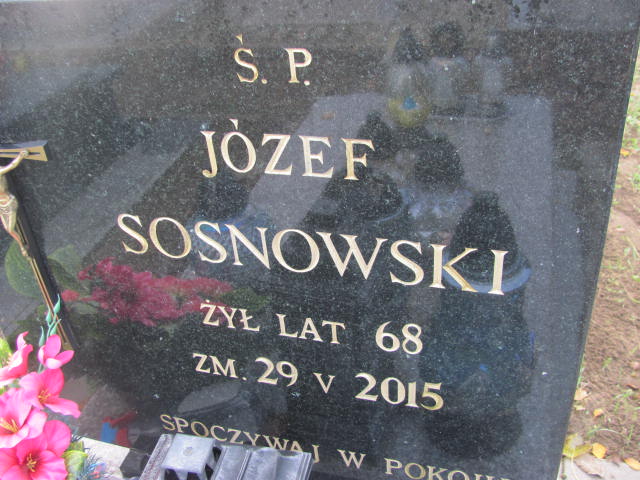 Ś. P.
JÓZEF
SOSNOWSKI
ŻYŁ LAT 68
ZM. 29 V 2015
SPOCZYWAJ W POKOJU